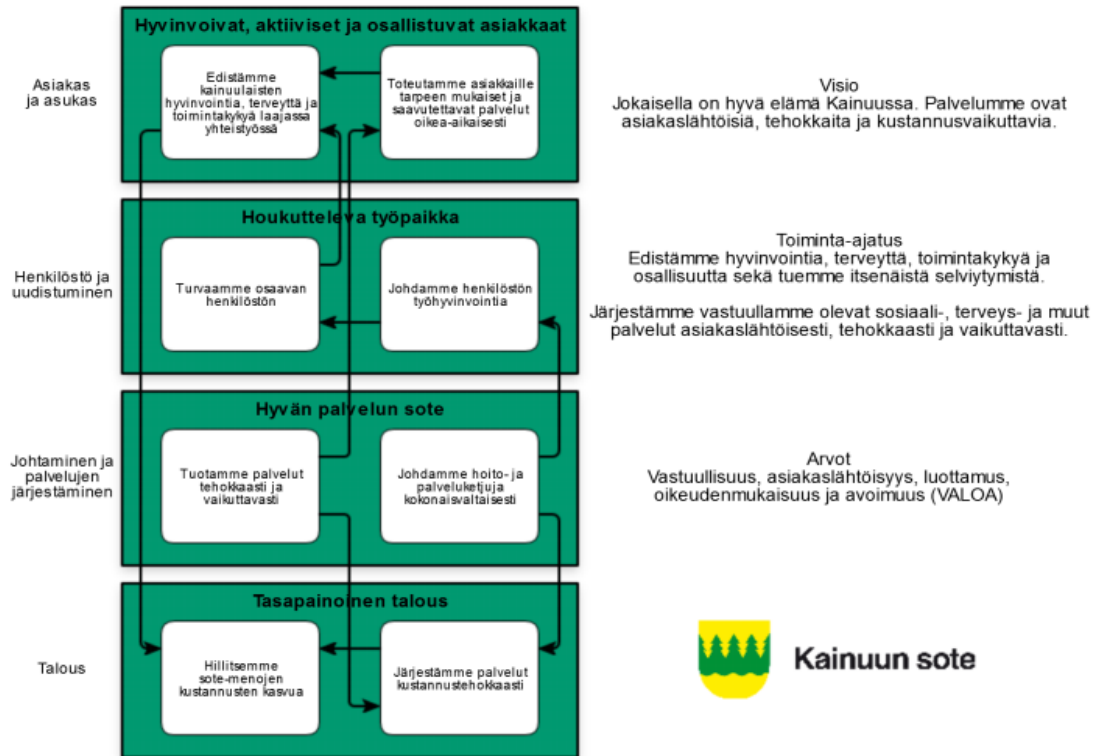 Hyvinvoivat, aktiiviset ja osallistuvat asiakkaat
Asiakas
ja asukas
Edistämme
kainuulaisten
hyvinvointia, terveyttä ja
toimintakykyä laajassa
yhteistyössä
Toteutamme asiakkaille
tarpeen mukaiset ja
saavutettavat palvelut
oikea-aikaisesti
Visio
Jokaisella on hyvä elämä Kainuussa. Palvelumme ovat
asiakaslähtöisiä, tehokkaita ja kustannusvaikuttavia.
Houkutteleva työpaikka
Henkilöstö ja
uudistuminen
Turvaamme osaavan
henkilöstön
Johdamme henkilöstön
työhyvinvointia
Toiminta-ajatus
Edistämme hyvinvointia, terveyttä, toimintakykyä ja
osallisuutta sekä tuemme itsenäistä selviytymistä.
Järjestämme vastuullamme olevat sosiaali-, terveys- ja muut
palvelut asiakaslähtöisesti, tehokkaasti ja vaikuttavasti.
Hyvän palvelun sote
Johtaminen ja
palvelujen
järjestäminen
Tuotamme palvelut
tehokkaasti ja
vaikuttavasti
Johdamme hoito- ja
palveluketjuja
kokonaisvaltaisesti
Arvot
Vastuullisuus, asiakaslähtöisyys, luottamus,
oikeudenmukaisuus ja avoimuus (VALOA)
Tasapainoinen talous
Talous
Hillitsemme
sote-menojen
kustannusten kasvua
Järjestämme palvelut
kustannustehokkaasti
Kainuun sote